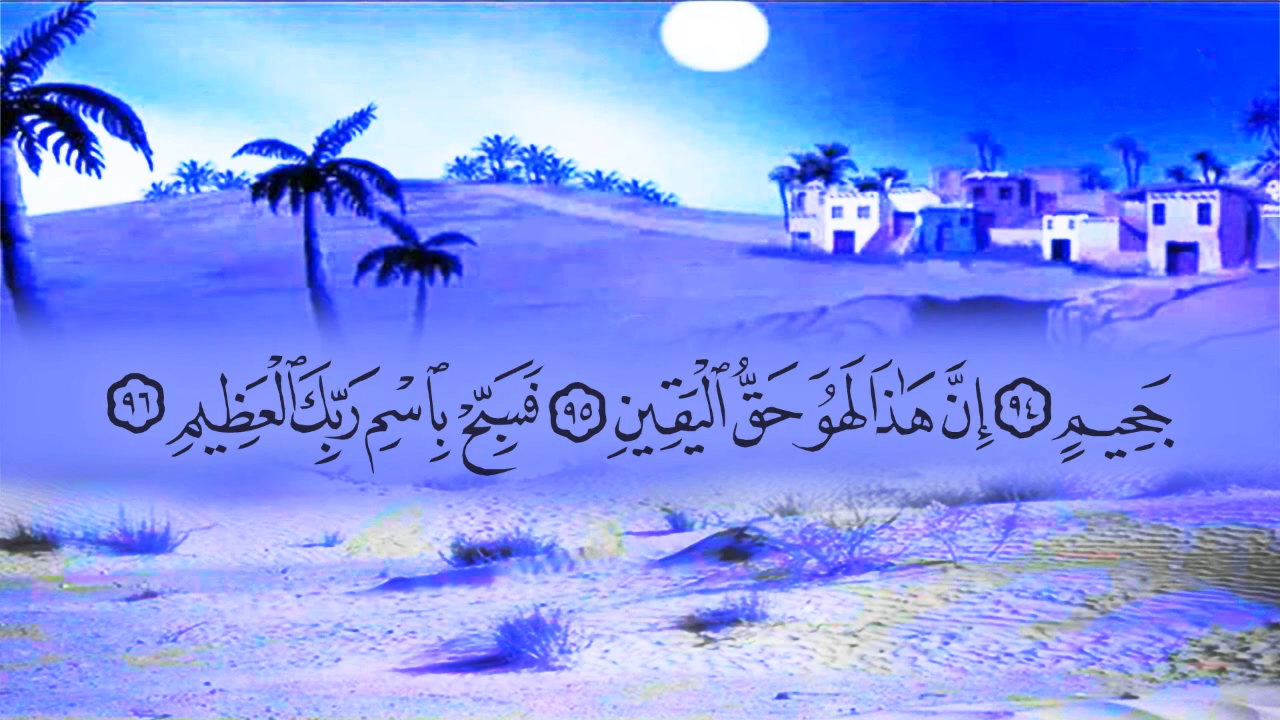 جَحِيمٍ ٩٤ إِنَّ هَٰذَا لَهُوَ حَقُّ ٱلْيَقِينِ ٩٥ فَسَبِّحْ بِٱسْمِ رَبِّكَ ٱلْعَظِيمِ ٩٦